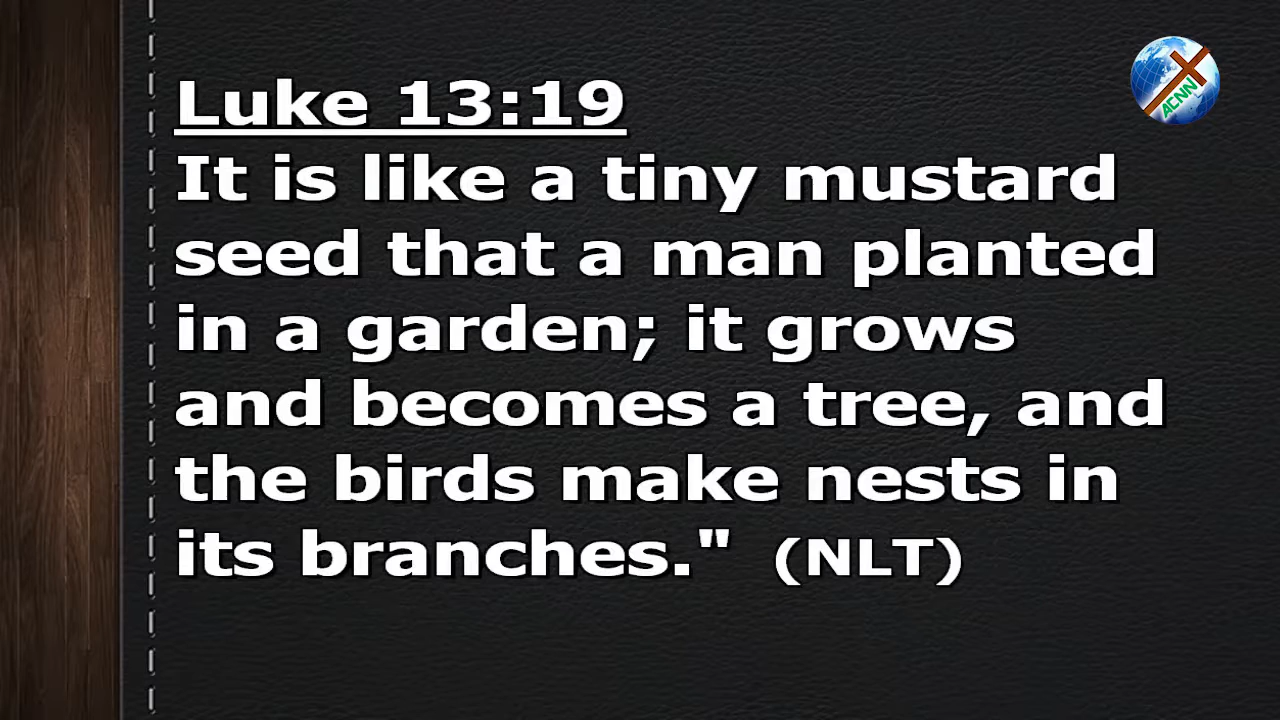 Luke 13:19
It is like a tiny mustard
seed that a man planted
in a garden; it grows
and becomes a tree, and
the birds make nests in
its branches." (NLT)
ACNN